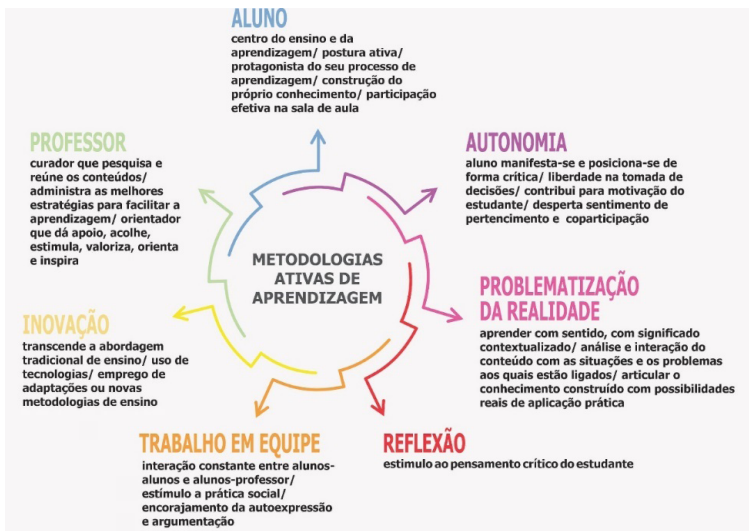 ALUNO
centro do ensino e da
aprendizagem/ postura ativa/
protagonista do seu processo de
aprendizagem/ construção do
próprio conhecimento/ participação
efetiva na sala de aula
PROFESSOR
curador que pesquisa e
reúne os conteúdos/
administra as melhores
estratégias para facilitar a
aprendizagem/ orientador
que dá apoio, acolhe,
estimula, valoriza, orienta
e inspira
AUTONOMIA
aluno manifesta-se e posiciona-se de
forma crítica/ liberdade na tomada de
decisões/ contribui para motivação do
estudante/ desperta sentimento de
pertencimento e coparticipação
METODOLOGIAS
ATIVAS DE
APRENDIZAGEM
PROBLEMATIZAÇÃO
DA REALIDADE
aprender com sentido, com significado
contextualizado/ análise e interação do
conteúdo com as situações e os problemas
aos quais estão ligados/ articular o
conhecimento construído com possibilidades
reais de aplicação prática
INOVAÇÃO
transcende a abordagem
tradicional de ensino/ uso de
tecnologias/ emprego de
adaptações ou novas
metodologias de ensino
TRABALHO EM EQUIPE
interação constante entre alunos-
alunos e alunos-professor/
estímulo a prática social/
encorajamento da autoexpressão
e argumentação
REFLEXÃO
estimulo ao pensamento crítico do estudante